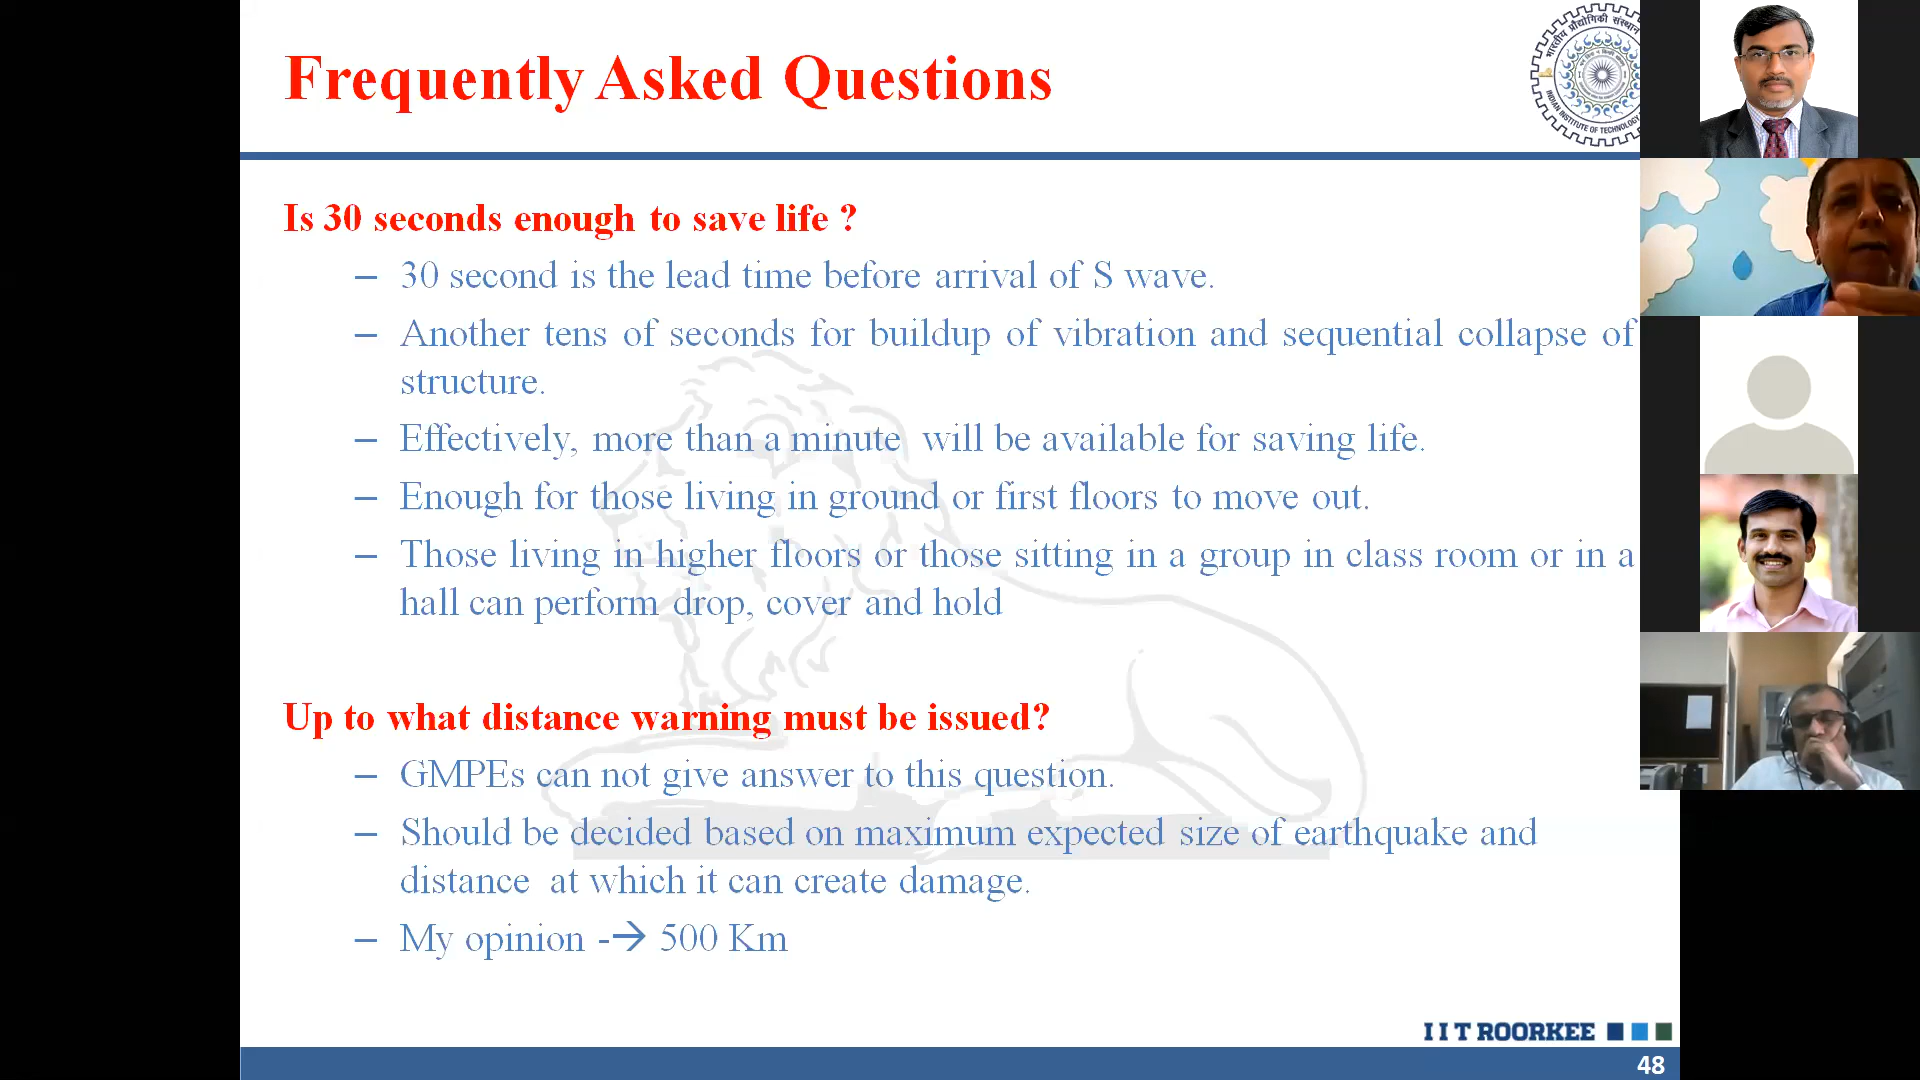 Frequently Asked Questions
भारतीय प्रौद्योगिकी संस्थान
INDIAN INSTITUTE OF TECHNOLOGY
Is 30 seconds enough to save life ?
– 30 second is the lead time before arrival of S wave.
– Another tens of seconds for buildup of vibration and sequential collapse of
structure.
– Effectively, more than a minute will be available for saving life.
– Enough for those living in ground or first floors to move out.
– Those living in higher floors or those sitting in a group in class room or in a
hall can perform drop, cover and hold
Up to what distance warning must be issued?
– GMPEs can not give answer to this question.
– Should be decided based on maximum expected size of earthquake and
distance at which it can create damage.
– My opinion -→ 500 Km
I I T ROORKEE
48